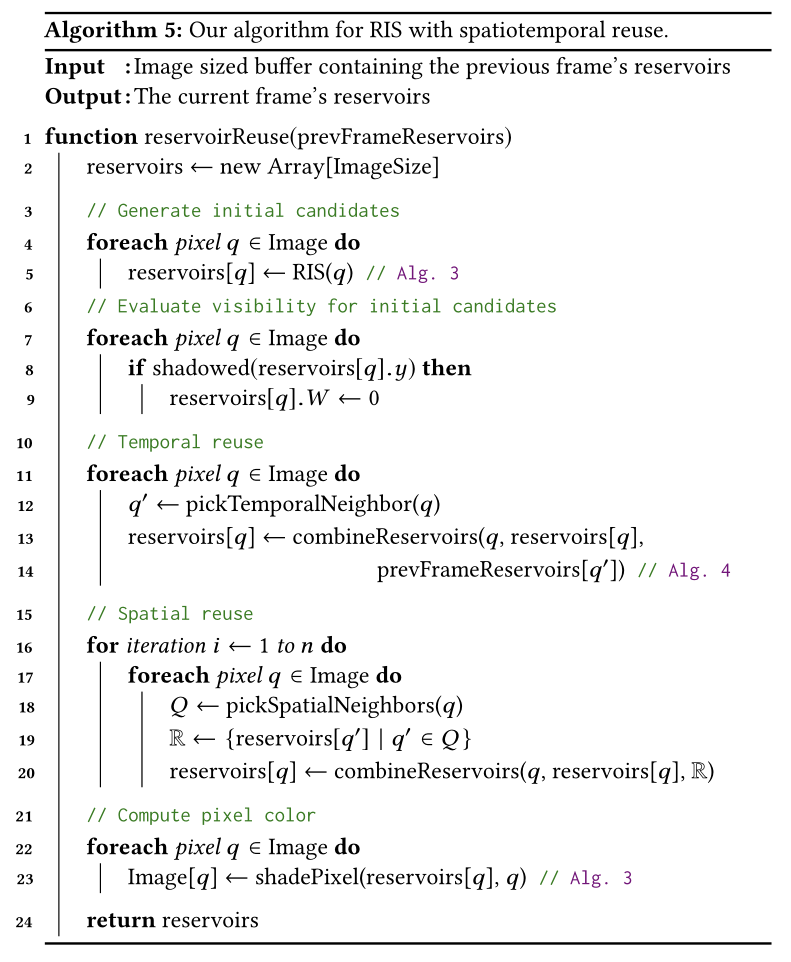 Algorithm 5: Our algorithm for RIS with spatiotemporal reuse.
Input : Image sized buffer containing the previous frame's reservoirs
Output : The current frame's reservoirs
1 function reservoirReuse(prevFrameReservoirs)
2 reservoirs ← new Array[ImageSize]
3 // Generate initial candidates
4 foreach pixel q ∈ Image do
5 reservoirs[q] ← RIS(q) // Alg. 3
6 // Evaluate visibility for initial candidates
7 foreach pixel q ∈ Image do
8 if shadowed(reservoirs[q].y) then
9 reservoirs[q].W ← 0
10 // Temporal reuse
11 foreach pixel q ∈ Image do
12 q′ ← pickTemporalNeighbor(q)
13 reservoirs[q] ← combineReservoirs(q, reservoirs[q],
14 prevFrameReservoirs[q′]) // Alg. 4
15 // Spatial reuse
16 for iteration i ← 1 to n do
17 foreach pixel q ∈ Image do
18 Q ← pickSpatialNeighbors(q)
19 ℝ ← {reservoirs[q′] | q′ ∈ Q}
20 reservoirs[q] ← combineReservoirs(q, reservoirs[q], ℝ)
21 // Compute pixel color
22 foreach pixel q ∈ Image do
23 Image[q] ← shadePixel(reservoirs[q], q) // Alg. 3
24 return reservoirs